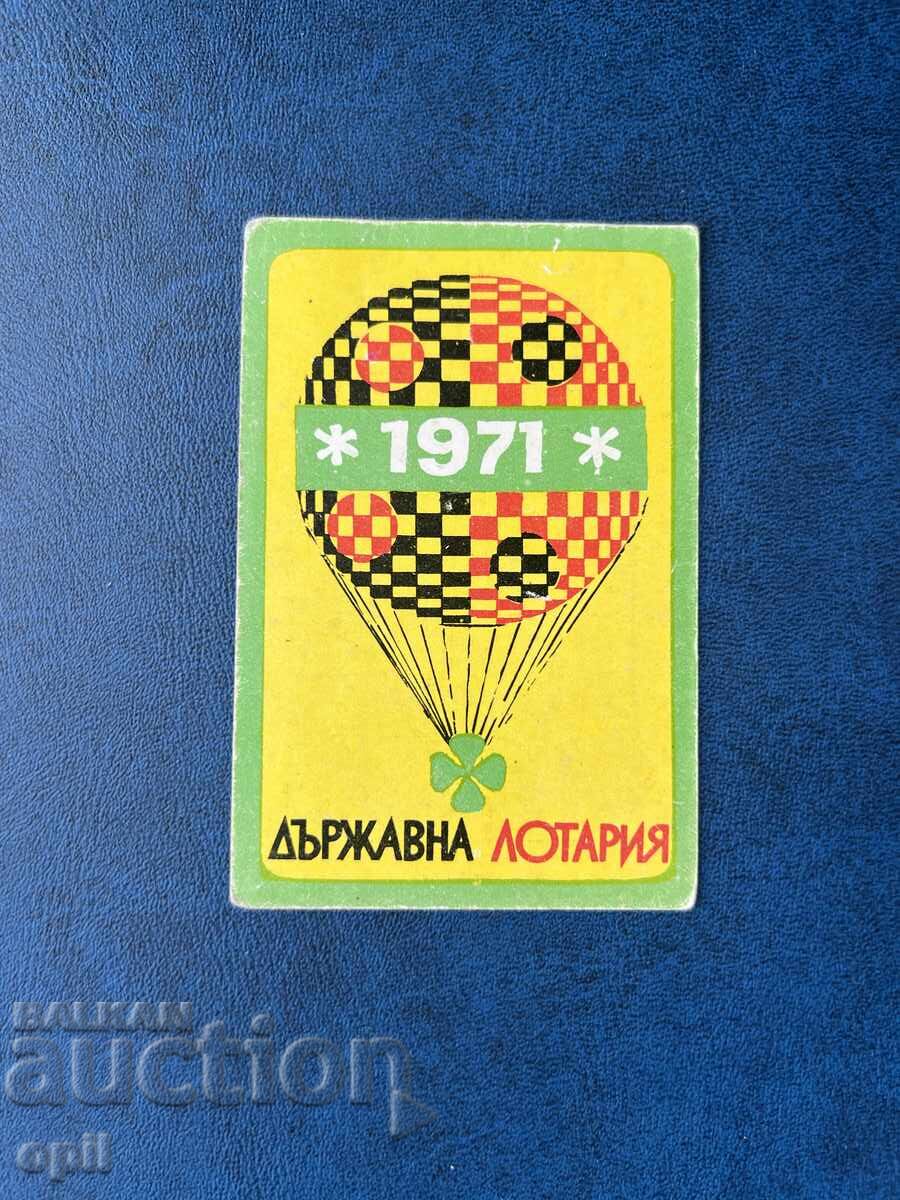 * 1971 *
ДЪРЖАВНА ЛОТАРИЯ
BALKAN
auction
opil